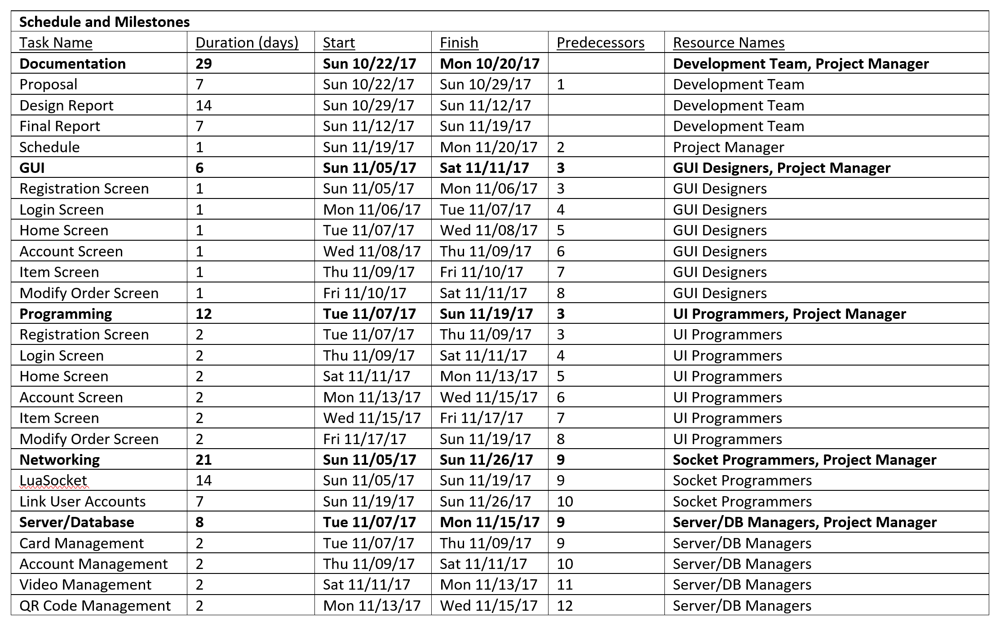 Schedule and Milestones
Task Name Duration (days) Start Finish Predecessors Resource Names
Documentation 29 Sun 10/22/17 Mon 10/20/17 Development Team, Project Manager
Proposal 7 Sun 10/22/17 Sun 10/29/17 1 Development Team
Design Report 14 Sun 10/29/17 Sun 11/12/17 Development Team
Final Report 7 Sun 11/12/17 Sun 11/19/17 Development Team
Schedule 1 Sun 11/19/17 Mon 11/20/17 2 Project Manager
GUI 6 Sun 11/05/17 Sat 11/11/17 3 GUI Designers, Project Manager
Registration Screen 1 Sun 11/05/17 Mon 11/06/17 3 GUI Designers
Login Screen 1 Mon 11/06/17 Tue 11/07/17 4 GUI Designers
Home Screen 1 Tue 11/07/17 Wed 11/08/17 5 GUI Designers
Account Screen 1 Wed 11/08/17 Thu 11/09/17 6 GUI Designers
Item Screen 1 Thu 11/09/17 Fri 11/10/17 7 GUI Designers
Modify Order Screen 1 Fri 11/10/17 Sat 11/11/17 8 GUI Designers
Programming 12 Tue 11/07/17 Sun 11/19/17 3 UI Programmers, Project Manager
Registration Screen 2 Tue 11/07/17 Thu 11/09/17 3 UI Programmers
Login Screen 2 Thu 11/09/17 Sat 11/11/17 4 UI Programmers
Home Screen 2 Sat 11/11/17 Mon 11/13/17 5 UI Programmers
Account Screen 2 Mon 11/13/17 Wed 11/15/17 6 UI Programmers
Item Screen 2 Wed 11/15/17 Fri 11/17/17 7 UI Programmers
Modify Order Screen 2 Fri 11/17/17 Sun 11/19/17 8 UI Programmers
Networking 21 Sun 11/05/17 Sun 11/26/17 9 Socket Programmers, Project Manager
LuaSocket 14 Sun 11/05/17 Sun 11/19/17 9 Socket Programmers
Link User Accounts 7 Sun 11/19/17 Sun 11/26/17 10 Socket Programmers
Server/Database 8 Tue 11/07/17 Mon 11/15/17 9 Server/DB Managers, Project Manager
Card Management 2 Tue 11/07/17 Thu 11/09/17 9 Server/DB Managers
Account Management 2 Thu 11/09/17 Sat 11/11/17 10 Server/DB Managers
Video Management 2 Sat 11/11/17 Mon 11/13/17 11 Server/DB Managers
QR Code Management 2 Mon 11/13/17 Wed 11/15/17 12 Server/DB Managers